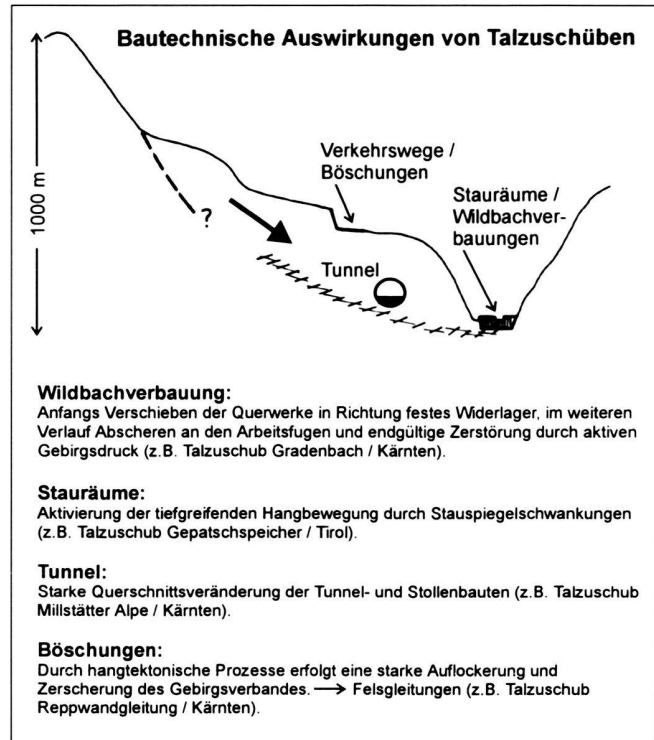 Bautechnische Auswirkungen von Talzuschüben
1000 m
Verkehrswege /
Böschungen
Stauräume /
Wildbachver-
bauungen
?
Tunnel
Wildbachverbauung:
Anfangs Verschieben der Querwerke in Richtung festes Widerlager, im weiteren
Verlauf Abscheren an den Arbeitsfugen und endgültige Zerstörung durch aktiven
Gebirgsdruck (z.B. Talzuschub Gradenbach / Kärnten).
Stauräume:
Aktivierung der tiefgreifenden Hangbewegung durch Stauspiegelschwankungen
(z.B. Talzuschub Gepatschspeicher / Tirol).
Tunnel:
Starke Querschnittsveränderung der Tunnel- und Stollenbauten (z.B. Talzuschub
Millstätter Alpe / Kärnten).
Böschungen:
Durch hangtektonische Prozesse erfolgt eine starke Auflockerung und
Zerscherung des Gebirgsverbandes. → Felsgleitungen (z.B. Talzuschub
Reppwandgleitung / Kärnten).